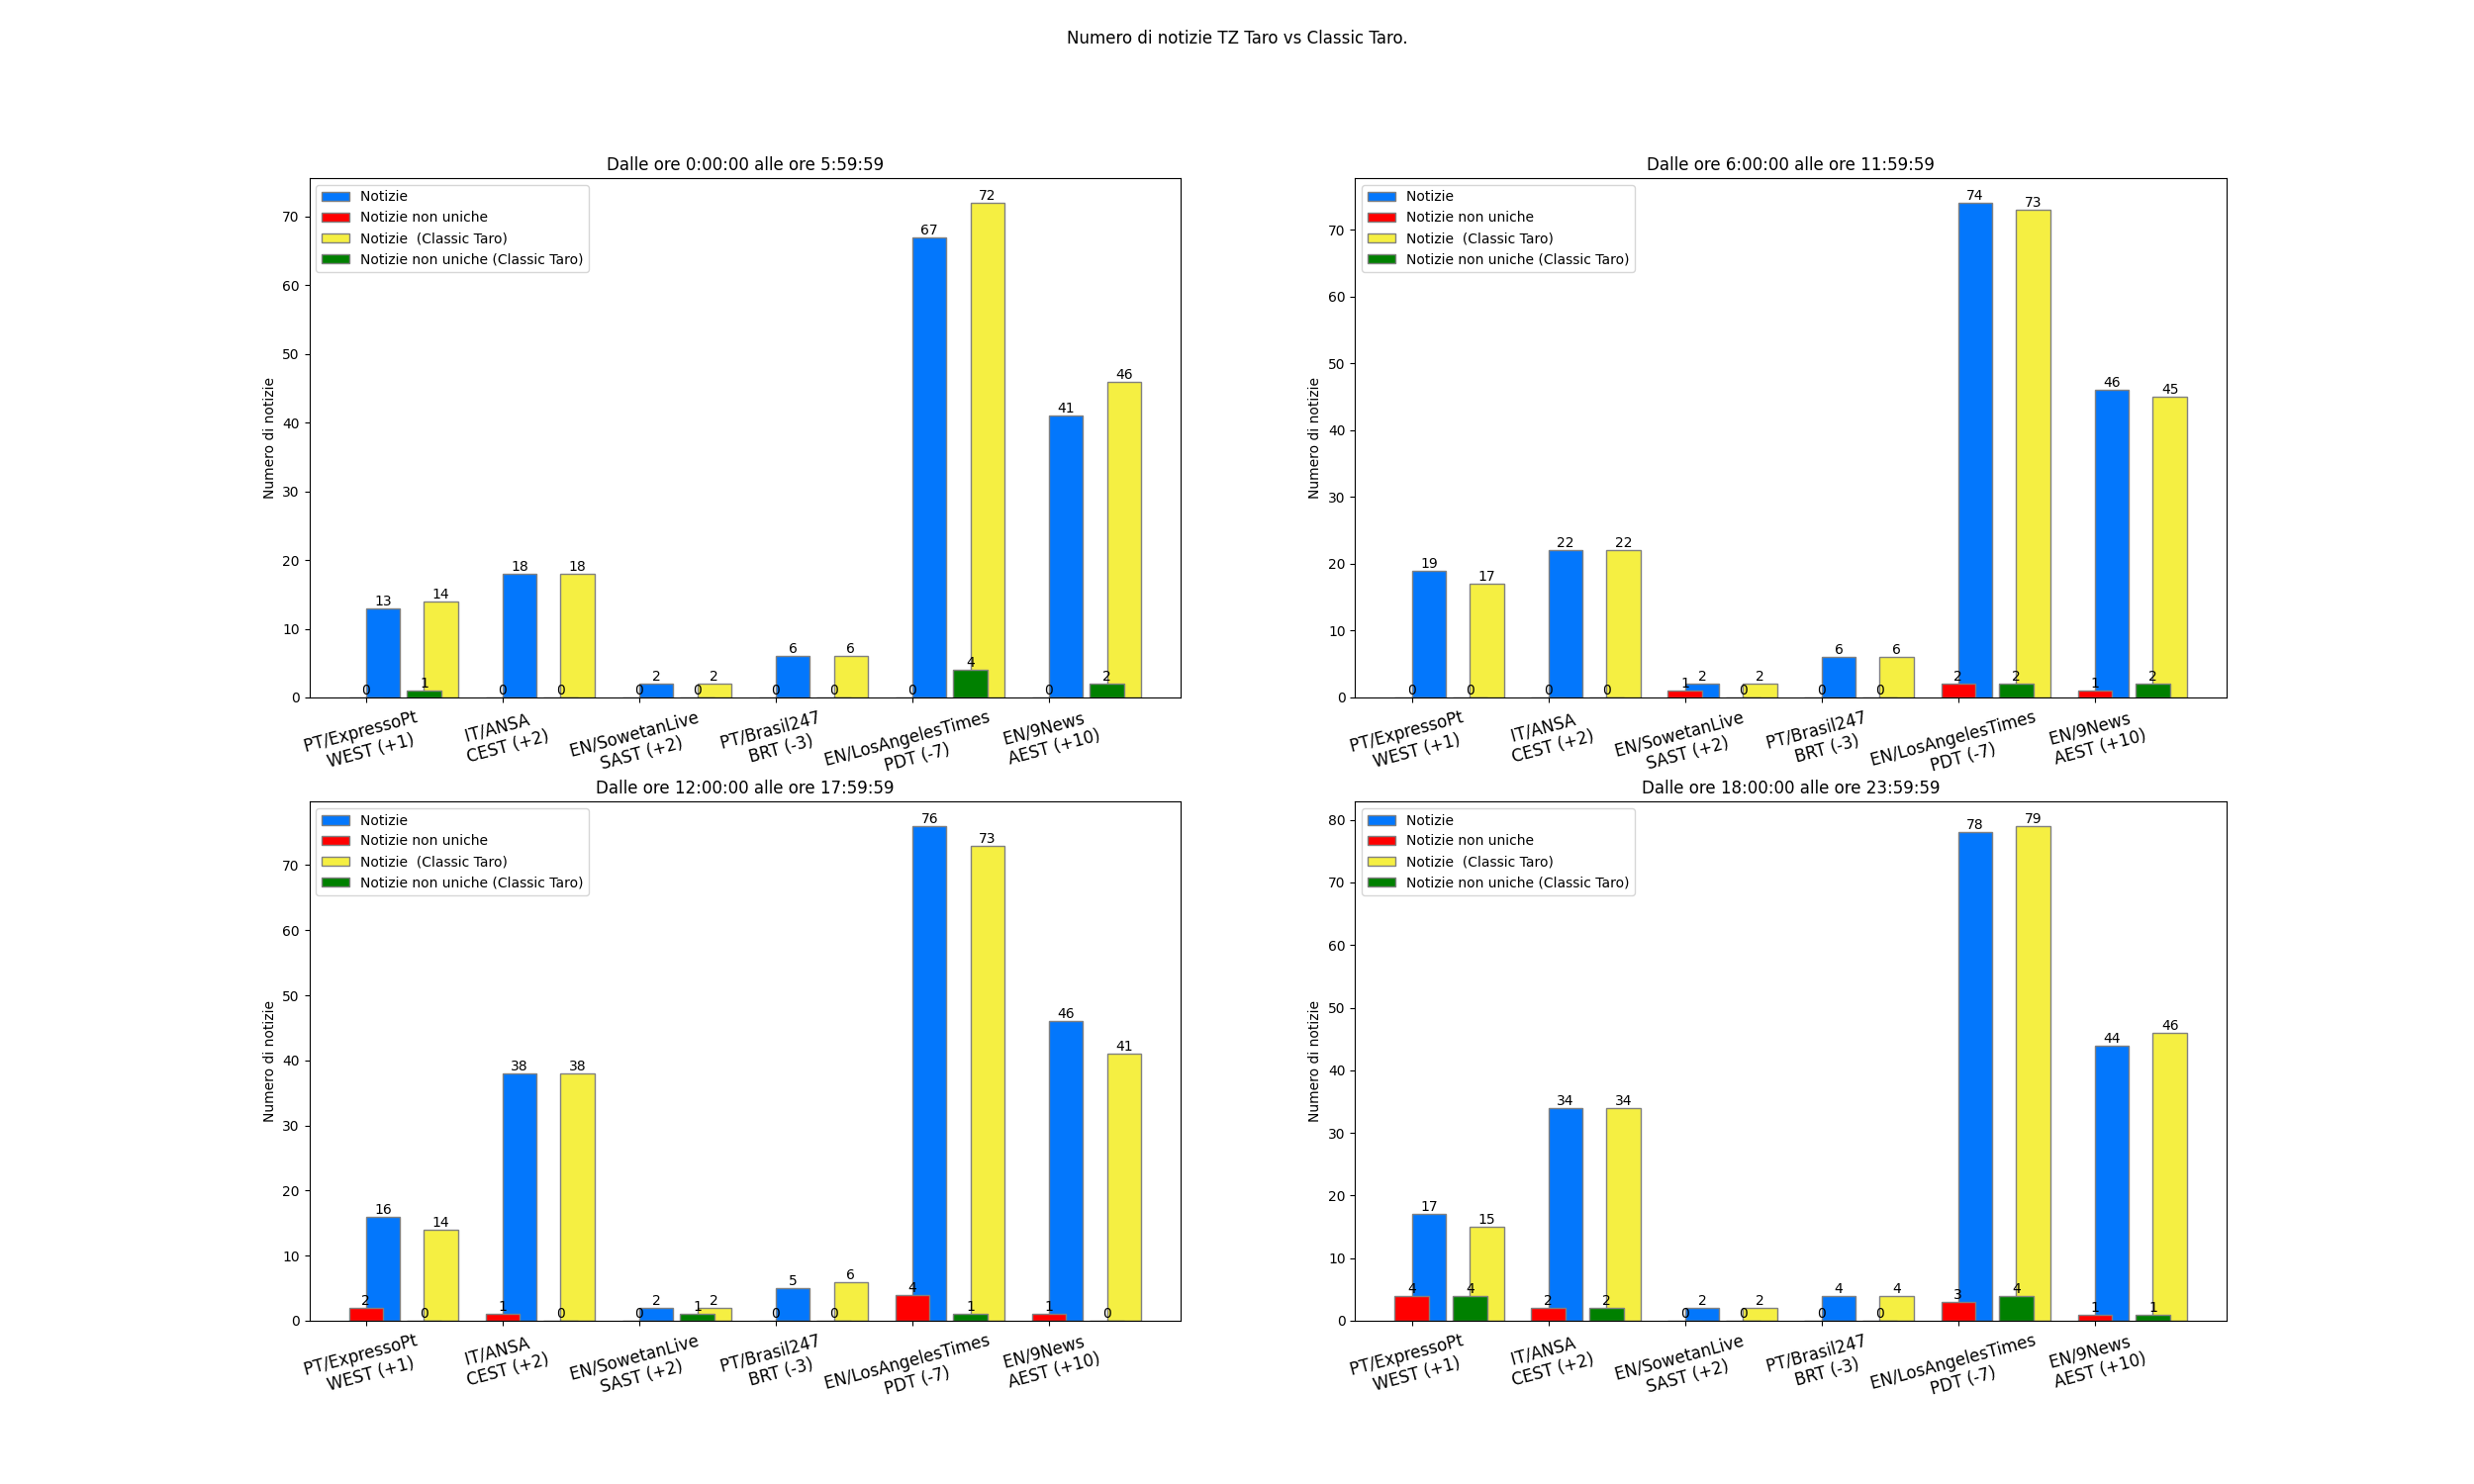 Numero di notizie TZ Taro vs Classic Taro.
Dalle ore 0:00:00 alle ore 5:59:59
Notizie
Notizie non uniche
Notizie  (Classic Taro)
Notizie non uniche (Classic Taro)
Numero di notizie
70
60
50
40
30
20
10
0
0 13 1 14
0 18 0 18
0 2 0 2
0 6 0 6
0 67 4 72
0 41 2 46
PT/ExpressoPt
WEST (+1)
IT/ANSA
CEST (+2)
EN/SowetanLive
SAST (+2)
PT/Brasil247
BRT (-3)
EN/LosAngelesTimes
PDT (-7)
EN/9News
AEST (+10)
Dalle ore 6:00:00 alle ore 11:59:59
Notizie
Notizie non uniche
Notizie  (Classic Taro)
Notizie non uniche (Classic Taro)
Numero di notizie
70
60
50
40
30
20
10
0
0 19 0 17
0 22 0 22
1 2 0 2
0 6 0 6
2 74 2 73
1 46 2 45
PT/ExpressoPt
WEST (+1)
IT/ANSA
CEST (+2)
EN/SowetanLive
SAST (+2)
PT/Brasil247
BRT (-3)
EN/LosAngelesTimes
PDT (-7)
EN/9News
AEST (+10)
Dalle ore 12:00:00 alle ore 17:59:59
Notizie
Notizie non uniche
Notizie  (Classic Taro)
Notizie non uniche (Classic Taro)
Numero di notizie
70
60
50
40
30
20
10
0
2 16 0 14
1 38 0 38
0 2 1 2
0 5 0 6
4 76 1 73
1 46 0 41
PT/ExpressoPt
WEST (+1)
IT/ANSA
CEST (+2)
EN/SowetanLive
SAST (+2)
PT/Brasil247
BRT (-3)
EN/LosAngelesTimes
PDT (-7)
EN/9News
AEST (+10)
Dalle ore 18:00:00 alle ore 23:59:59
Notizie
Notizie non uniche
Notizie  (Classic Taro)
Notizie non uniche (Classic Taro)
Numero di notizie
80
70
60
50
40
30
20
10
0
4 17 4 15
2 34 2 34
0 2 0 2
0 4 0 4
3 78 4 79
1 44 1 46
PT/ExpressoPt
WEST (+1)
IT/ANSA
CEST (+2)
EN/SowetanLive
SAST (+2)
PT/Brasil247
BRT (-3)
EN/LosAngelesTimes
PDT (-7)
EN/9News
AEST (+10)